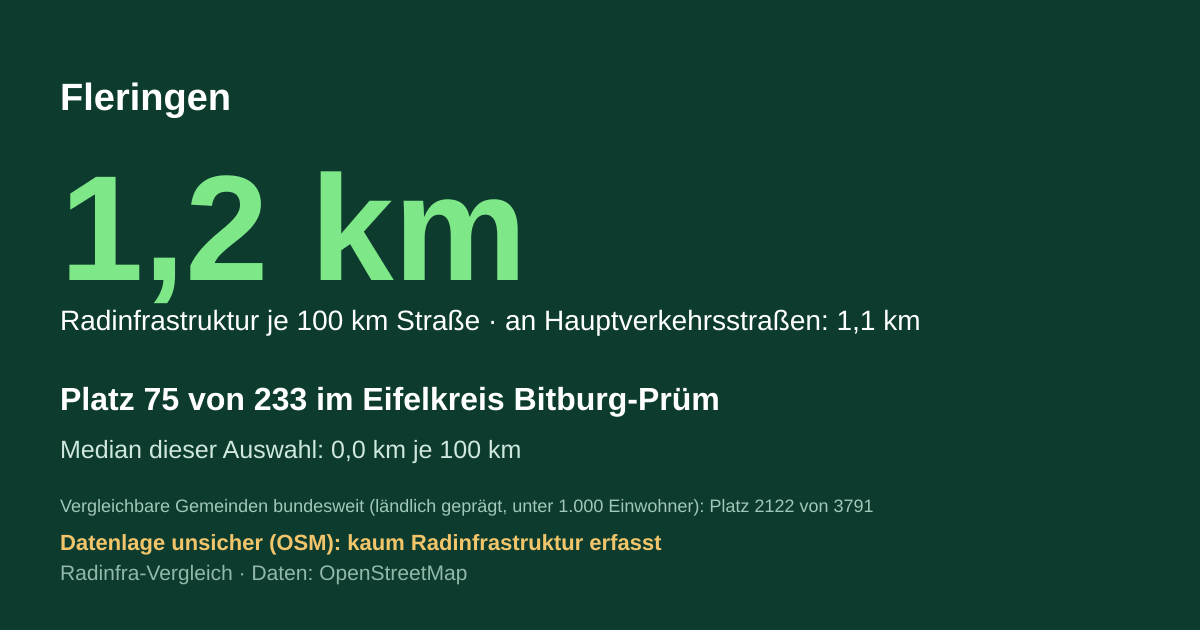 Fleringen
1,2 km
Radinfrastruktur je 100 km Straße · an Hauptverkehrsstraßen: 1,1 km
Platz 75 von 233 im Eifelkreis Bitburg-Prüm
Median dieser Auswahl: 0,0 km je 100 km
Vergleichbare Gemeinden bundesweit (ländlich geprägt, unter 1.000 Einwohner): Platz 2122 von 3791
Datenlage unsicher (OSM): kaum Radinfrastruktur erfasst
Radinfra-Vergleich · Daten: OpenStreetMap